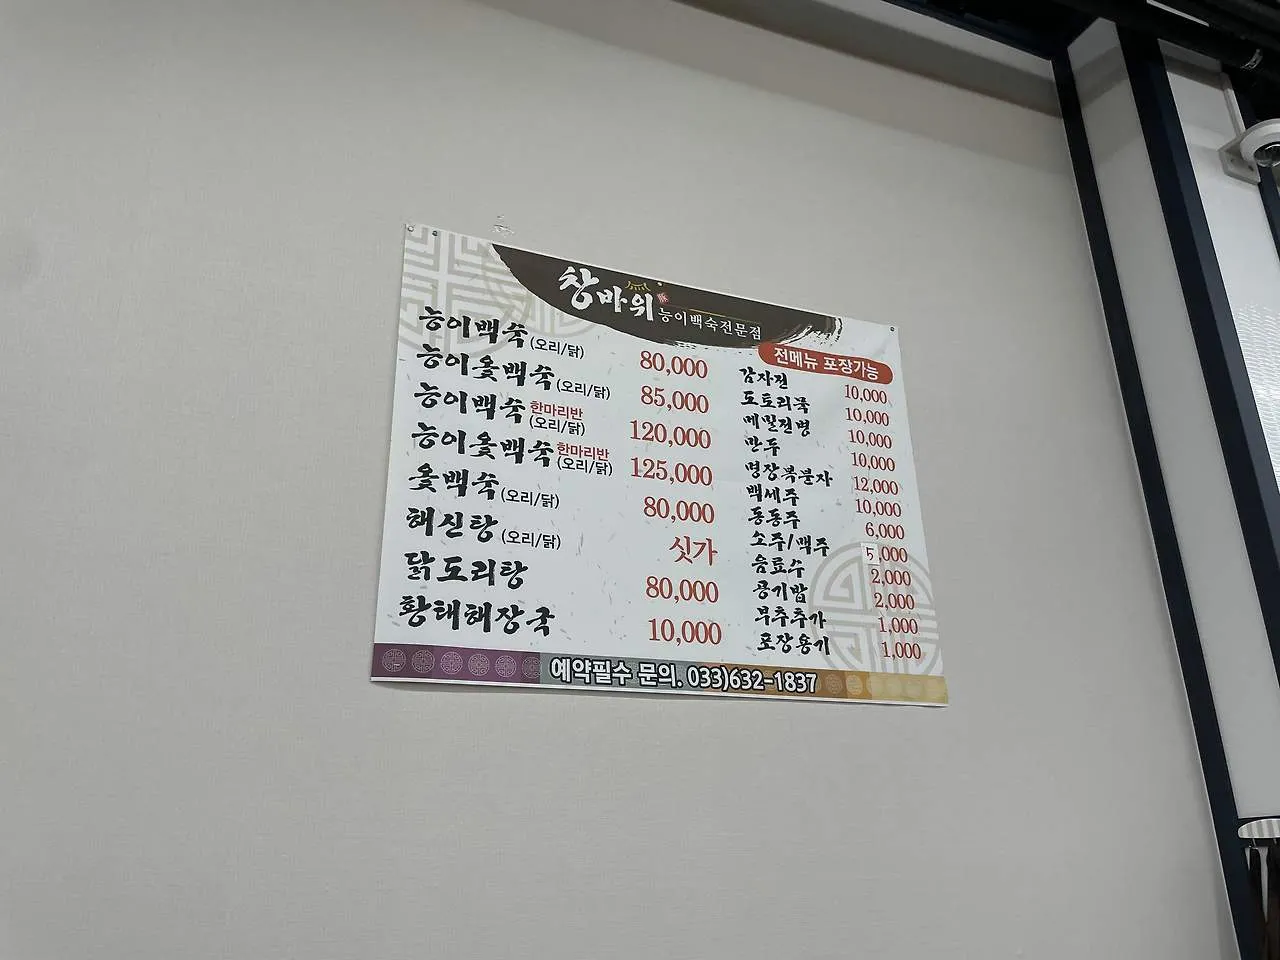 창바위
능이백숙전문점
전메뉴 포장가능
능이백숙 (오리/닭) 80,000
능이옻백숙 (오리/닭) 85,000
능이백숙 한마리반 (오리/닭) 120,000
능이옻백숙 한마리반 (오리/닭) 125,000
옻백숙 (오리/닭) 80,000
해신탕 (오리/닭) 싯가
닭도리탕 80,000
황태해장국 10,000
감자전 10,000
도토리묵 10,000
메밀전병 10,000
만두 10,000
명장복분자 12,000
백세주 10,000
동동주 6,000
소주/맥주 5,000
음료수 2,000
공기밥 2,000
부추추가 1,000
포장용기 1,000
예약필수 문의. 033)632-1837